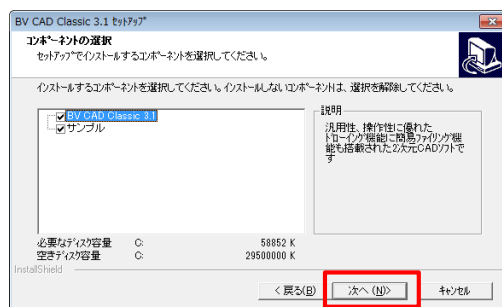 BV CAD Classic 3.1 ｾｯﾄｱｯﾌﾟ
ｺﾝﾎﾟｰﾈﾝﾄの選択
ｾｯﾄｱｯﾌﾟでｲﾝｽﾄｰﾙするｺﾝﾎﾟｰﾈﾝﾄを選択してください。
ｲﾝｽﾄｰﾙするｺﾝﾎﾟｰﾈﾝﾄを選択してください。ｲﾝｽﾄｰﾙしないｺﾝﾎﾟｰﾈﾝﾄは、選択を解除してください。
BV CAD Classic 3.1
サンプル
説明
汎用性、操作性に優れた
ﾄﾞﾛｰｲﾝｸﾞ機能に簡易ﾌｧｲﾘﾝｸﾞ機
能も搭載された2次元CADｿﾌﾄで
す
必要なﾃﾞｨｽｸ容量 C: 58852 K
空きﾃﾞｨｽｸ容量 C: 29500000 K
InstallShield
< 戻る(B)
次へ (N)>
ｷｬﾝｾﾙ